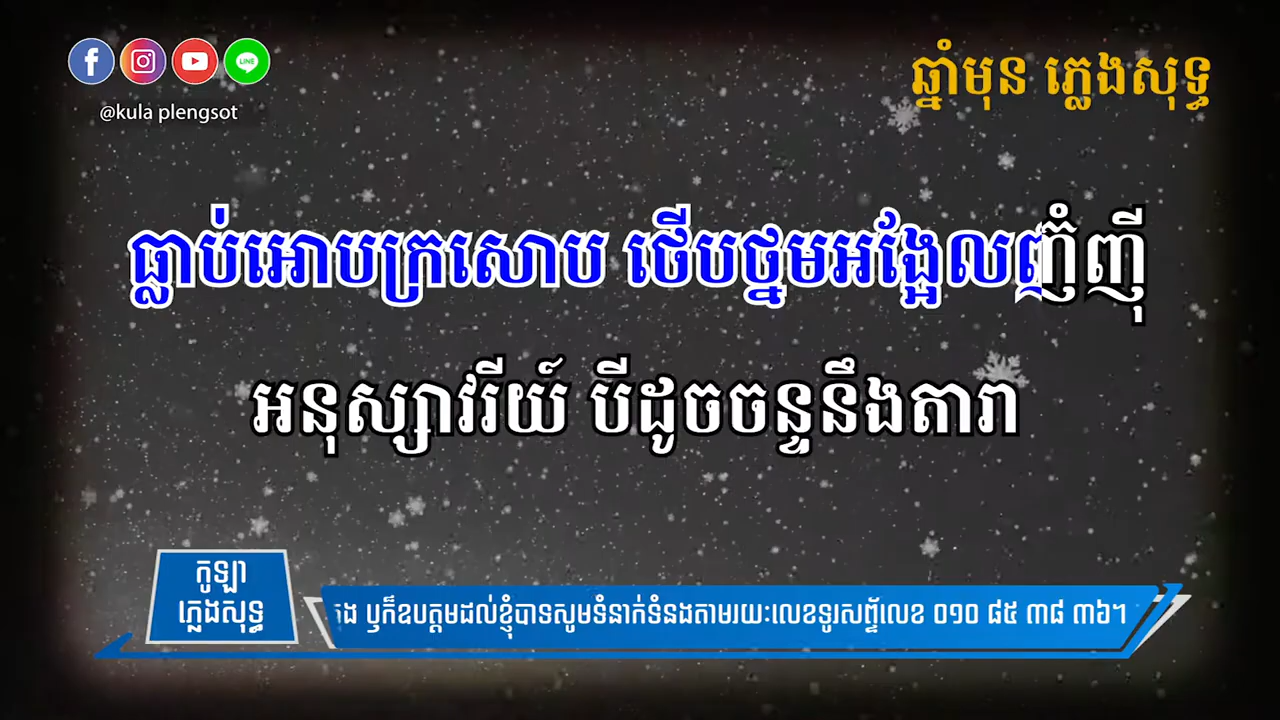 @kula plengsot
ឆ្នាំមុន ភ្លេងសុទ្ធ
ធ្លាប់អោបក្រសោប ថើបថ្នមអង្អែលញាំញ៉ី
អនុស្សាវរីយ៍ បីដូចចន្ទនឹងតារា
កូឡា
ភ្លេងសុទ្ធ
ឫក៏ឧបត្តមដល់ខ្ញុំបាទសូមទំនាក់ទំនងតាមរយៈលេខទូរសព្ទ័លេខ ០១០ ៨៥ ៣៨ ៣៦។